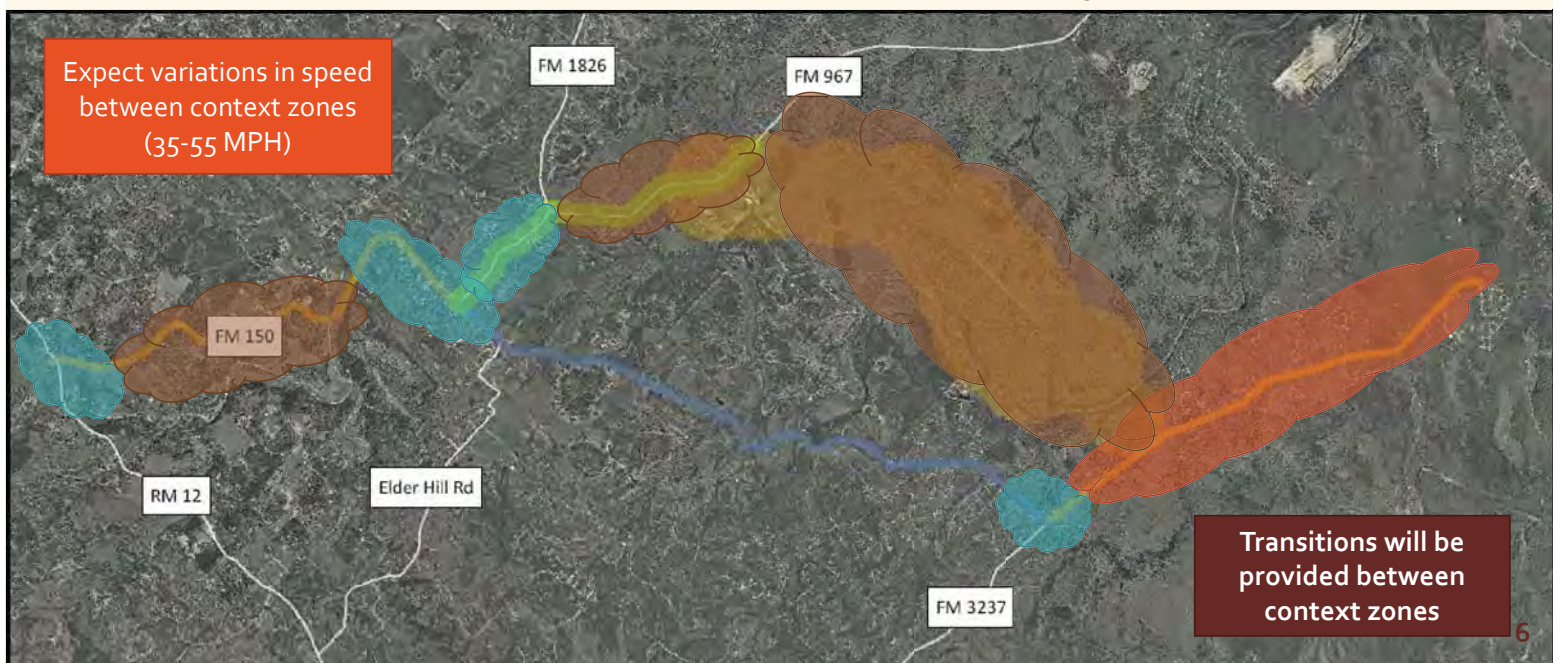 Expect variations in speed
between context zones
(35-55 MPH)
FM 1826
FM 967
FM 150
RM 12
Elder Hill Rd
FM 3237
Transitions will be
provided between
context zones
6